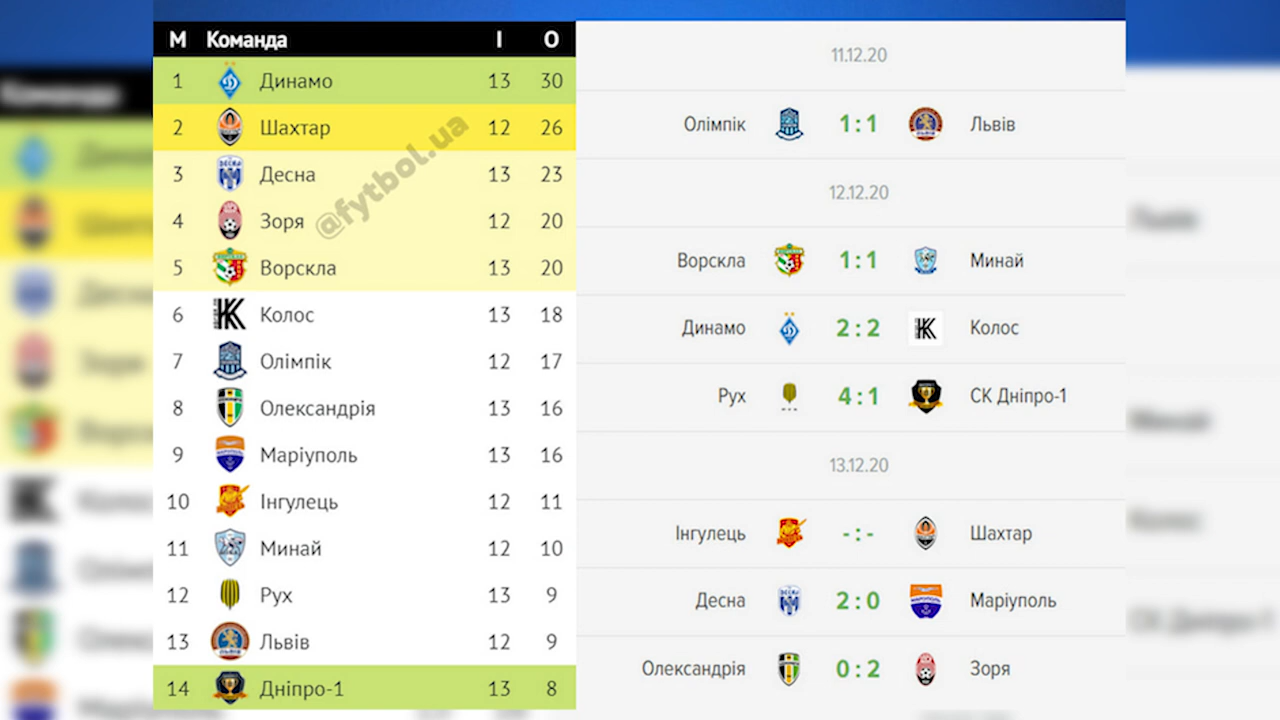 М Команда І О
1 Динамо 13 30
2 Шахтар 12 26
3 Десна 13 23
4 Зоря 12 20
5 Ворскла 13 20
6 Колос 13 18
7 Олімпік 12 17
8 Олександрія 13 16
9 Маріуполь 13 16
10 Інгулець 12 11
11 Минай 12 10
12 Рух 13 9
13 Львів 12 9
14 Дніпро-1 13 8
@fytbol.ua
11.12.20
Олімпік 1:1 Львів
12.12.20
Ворскла 1:1 Минай
Динамо 2:2 Колос
Рух 4:1 СК Дніпро-1
13.12.20
Інгулець -:- Шахтар
Десна 2:0 Маріуполь
Олександрія 0:2 Зоря